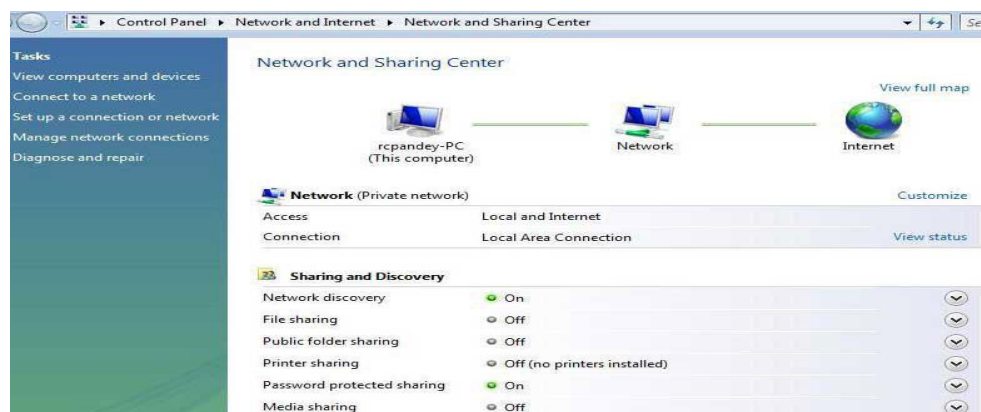 Control Panel ▸ Network and Internet ▸ Network and Sharing Center
Tasks
View computers and devices
Connect to a network
Set up a connection or network
Manage network connections
Diagnose and repair
Network and Sharing Center
View full map
rcpandey-PC
(This computer)
Network
Internet
Network (Private network) Customize
Access Local and Internet
Connection Local Area Connection View status
Sharing and Discovery
Network discovery On
File sharing Off
Public folder sharing Off
Printer sharing Off (no printers installed)
Password protected sharing On
Media sharing Off